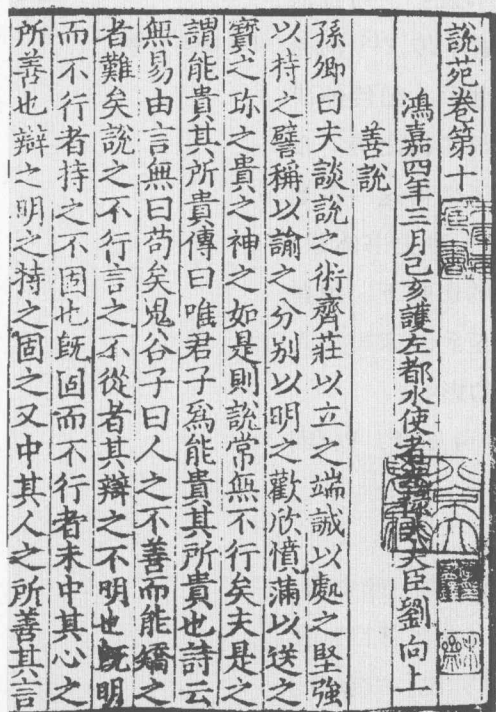 說苑卷第十
鴻嘉四年三月己亥護左都水使者光祿大夫臣劉向上
善說
孫卿曰夫談說之術齊莊以立之端誠以處之堅強
以持之譬稱以諭之分別以明之歡欣憤滿以送之
寶之珎之貴之神之如是則說常無不行矣夫是之
謂能貴其所貴傳曰唯君子爲能貴其所貴也詩云
無易由言無曰苟矣鬼谷子曰人之不善而能矯之
者難矣說之不行言之不從者其辯之不明也旣明
而不行者持之不固也旣固而不行者未中其心之
所善也辯之明之持之固之又中其人之所善其言